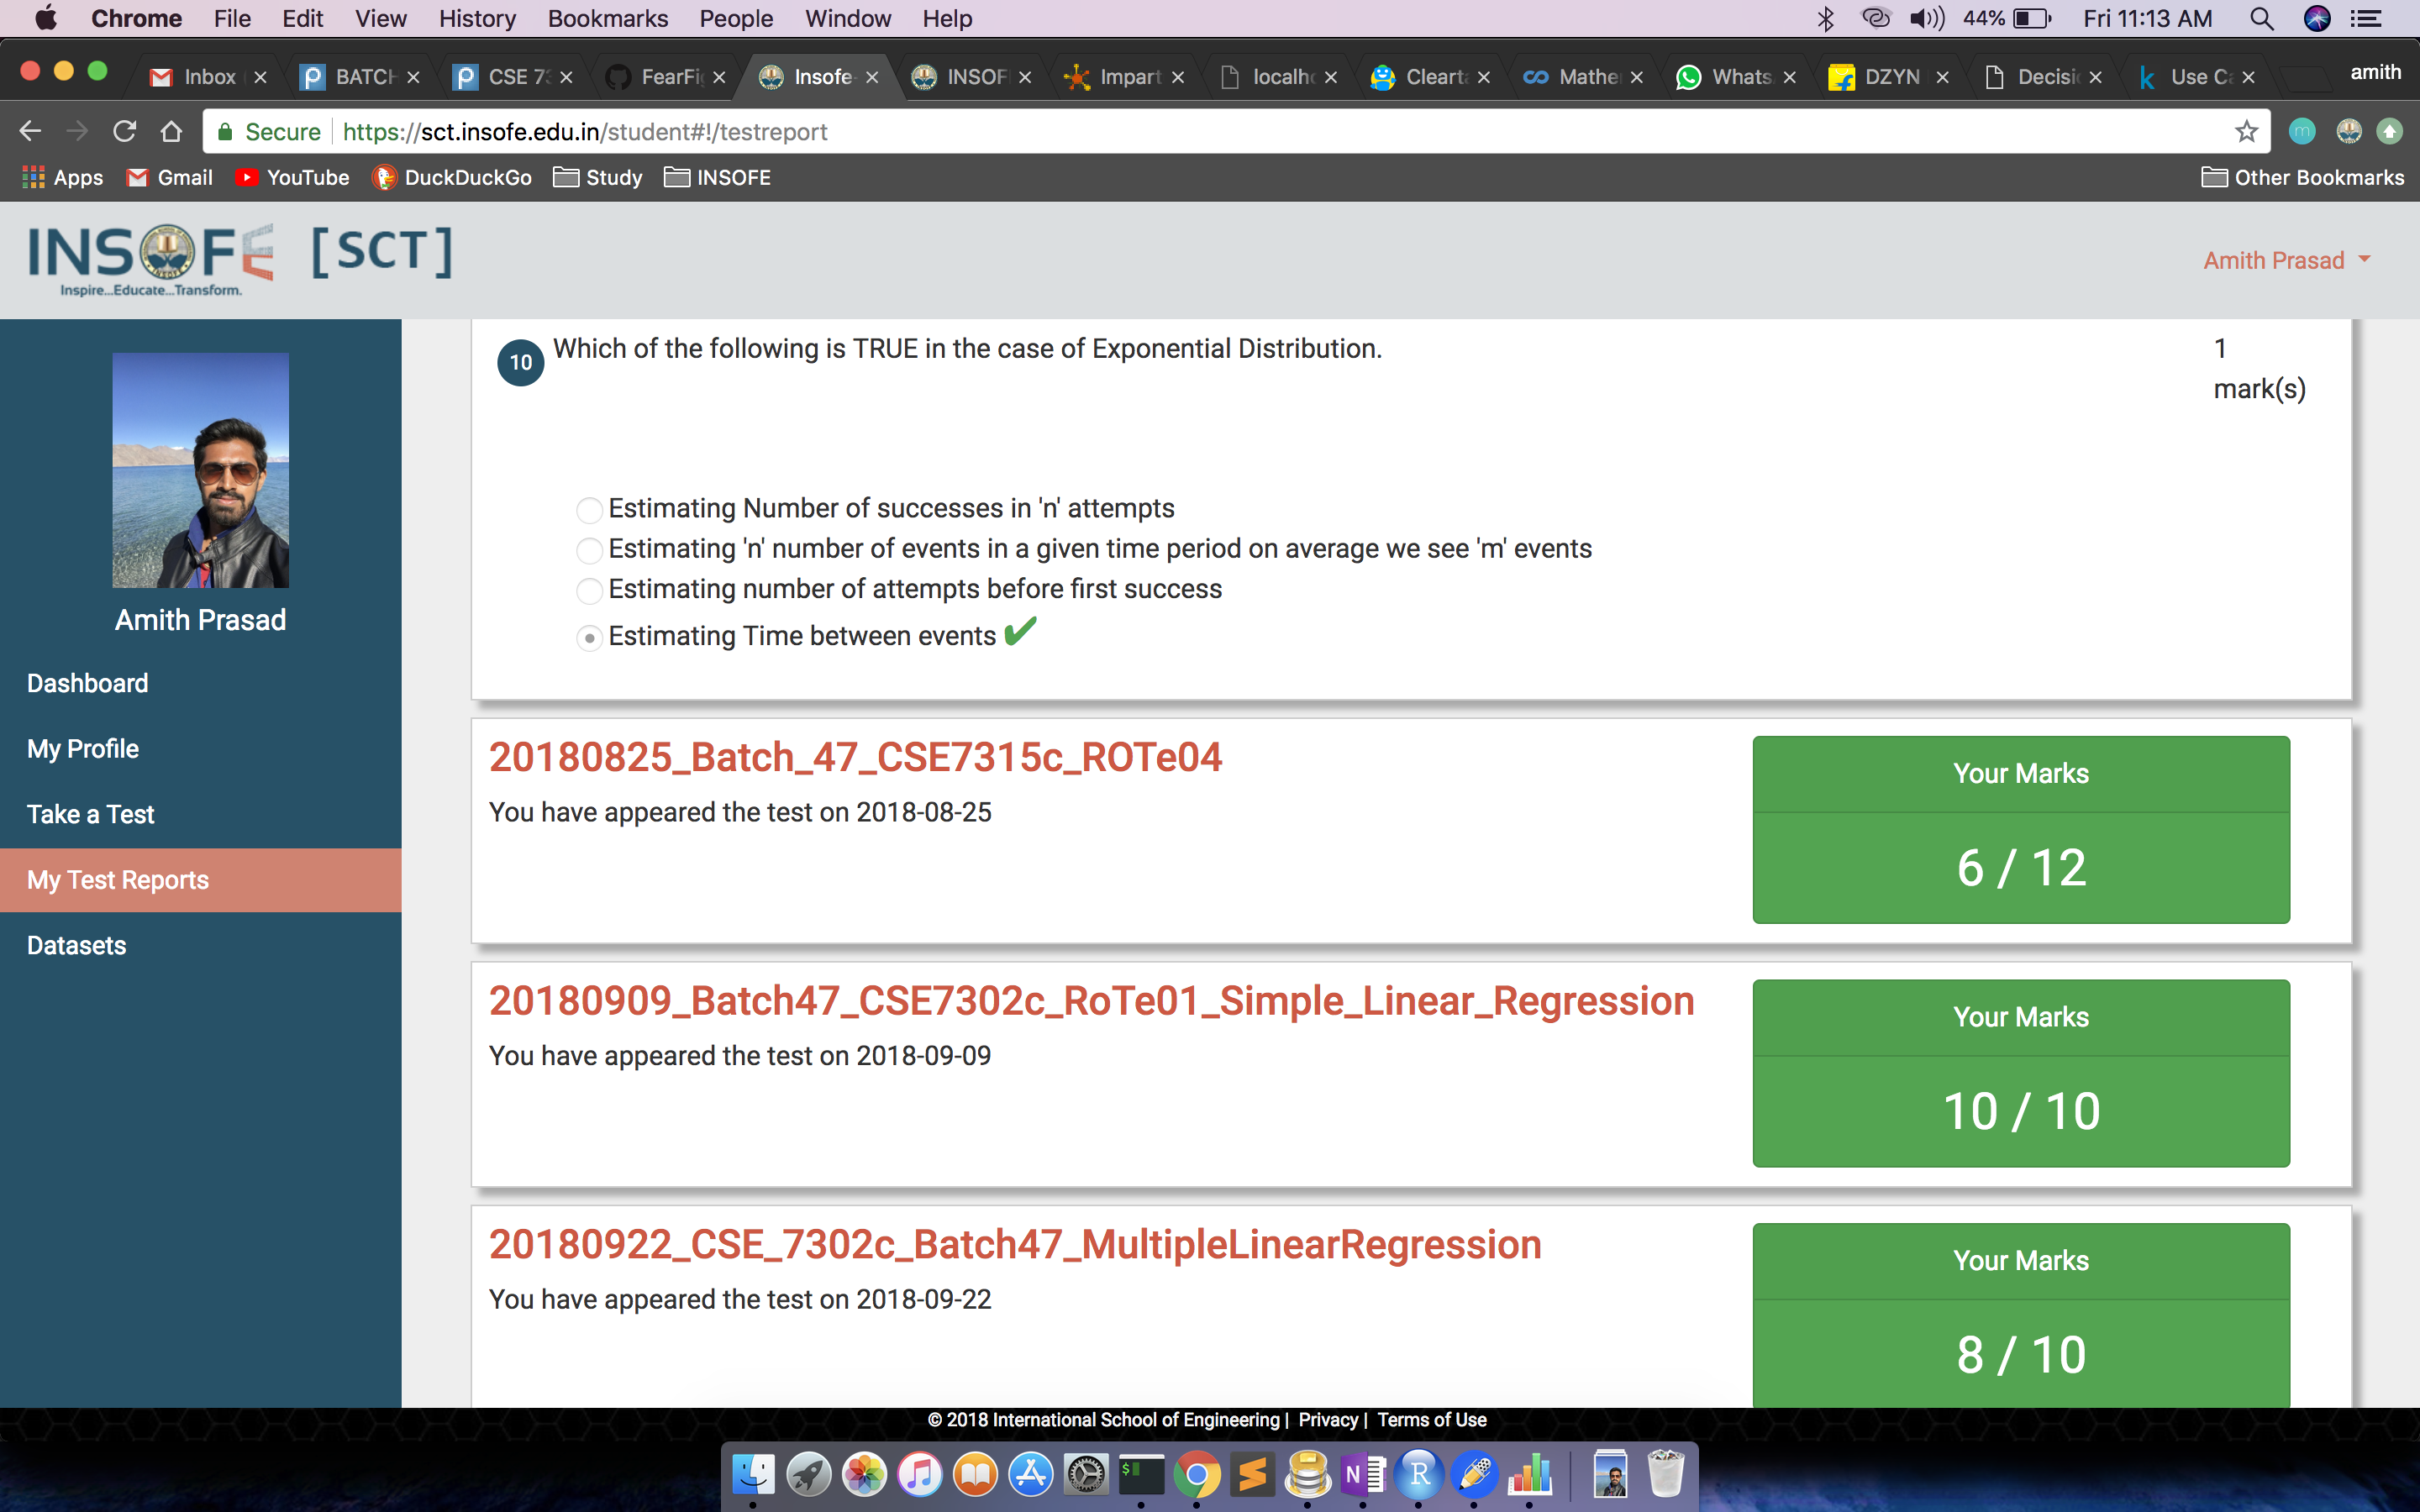 Chrome File Edit View History Bookmarks People Window Help 44% Fri 11:13 AM
Inbox BATCH CSE 73 FearFig Insofe- INSOF Impart localho Clearta Mathe Whats DZYN Decisi Use Ca amith
Secure https://sct.insofe.edu.in/student#!/testreport
Apps Gmail YouTube DuckDuckGo Study INSOFE Other Bookmarks
INSOFE [SCT]
Inspire...Educate...Transform.
Amith Prasad
Amith Prasad
Dashboard
My Profile
Take a Test
My Test Reports
Datasets
10 Which of the following is TRUE in the case of Exponential Distribution. 1
mark(s)
Estimating Number of successes in 'n' attempts
Estimating 'n' number of events in a given time period on average we see 'm' events
Estimating number of attempts before first success
Estimating Time between events
20180825_Batch_47_CSE7315c_ROTe04
You have appeared the test on 2018-08-25
Your Marks
6 / 12
20180909_Batch47_CSE7302c_RoTe01_Simple_Linear_Regression
You have appeared the test on 2018-09-09
Your Marks
10 / 10
20180922_CSE_7302c_Batch47_MultipleLinearRegression
You have appeared the test on 2018-09-22
Your Marks
8 / 10
© 2018 International School of Engineering | Privacy | Terms of Use